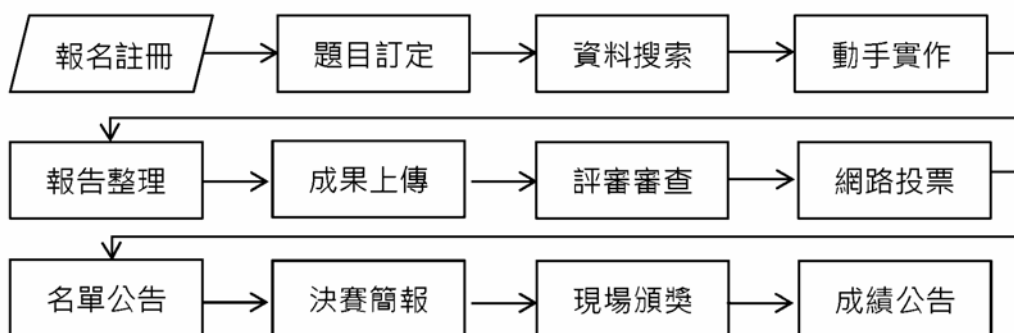 報名註冊 題目訂定 資料搜索 動手實作
報告整理 成果上傳 評審審查 網路投票
名單公告 決賽簡報 現場頒獎 成績公告